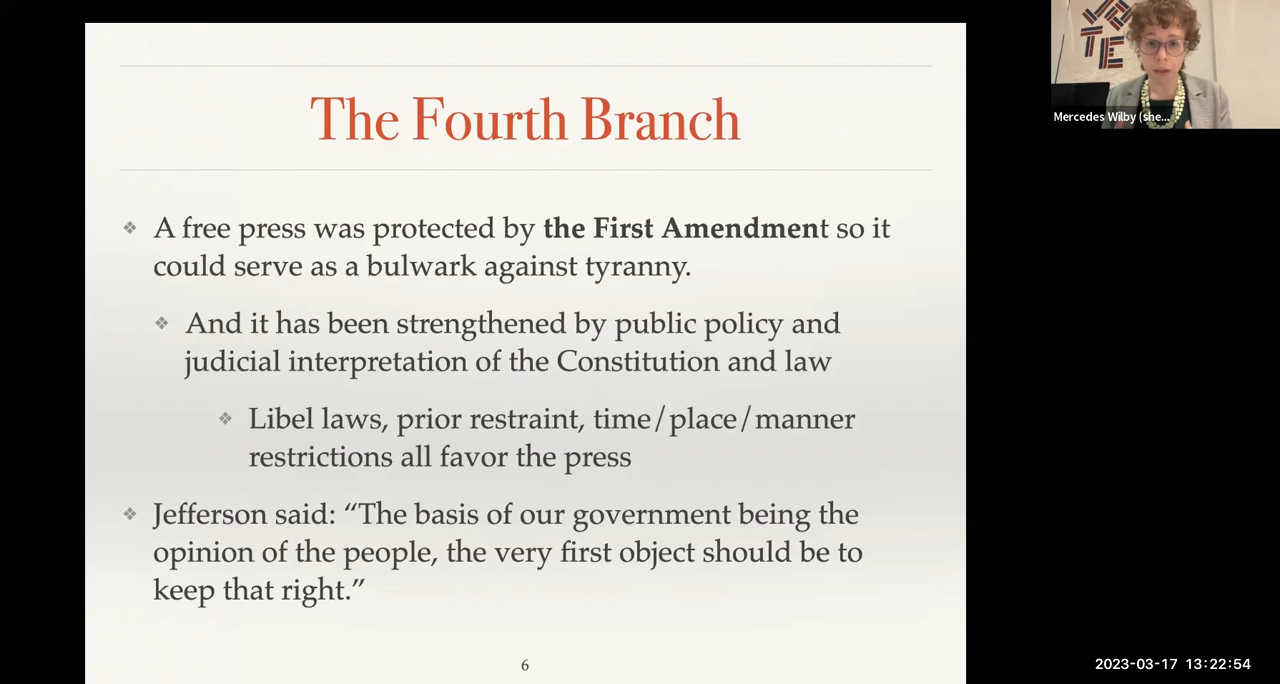 The Fourth Branch
❖ A free press was protected by the First Amendment so it
could serve as a bulwark against tyranny.
❖ And it has been strengthened by public policy and
judicial interpretation of the Constitution and law
❖ Libel laws, prior restraint, time/place/manner
restrictions all favor the press
❖ Jefferson said: “The basis of our government being the
opinion of the people, the very first object should be to
keep that right.”
6
VOTE
Mercedes Wilby (she...
2023-03-17 13:22:54